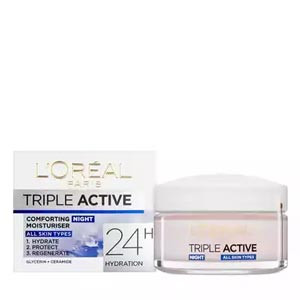 L'ORÉAL
PARIS
TRIPLE ACTIVE
COMFORTING NIGHT
MOISTURISER
ALL SKIN TYPES
1. HYDRATE
2. PROTECT
3. REGENERATE
GLYCERIN + CERAMIDE
24H
HYDRATION
TRIPLE ACTIVE
NIGHT ALL SKIN TYPES